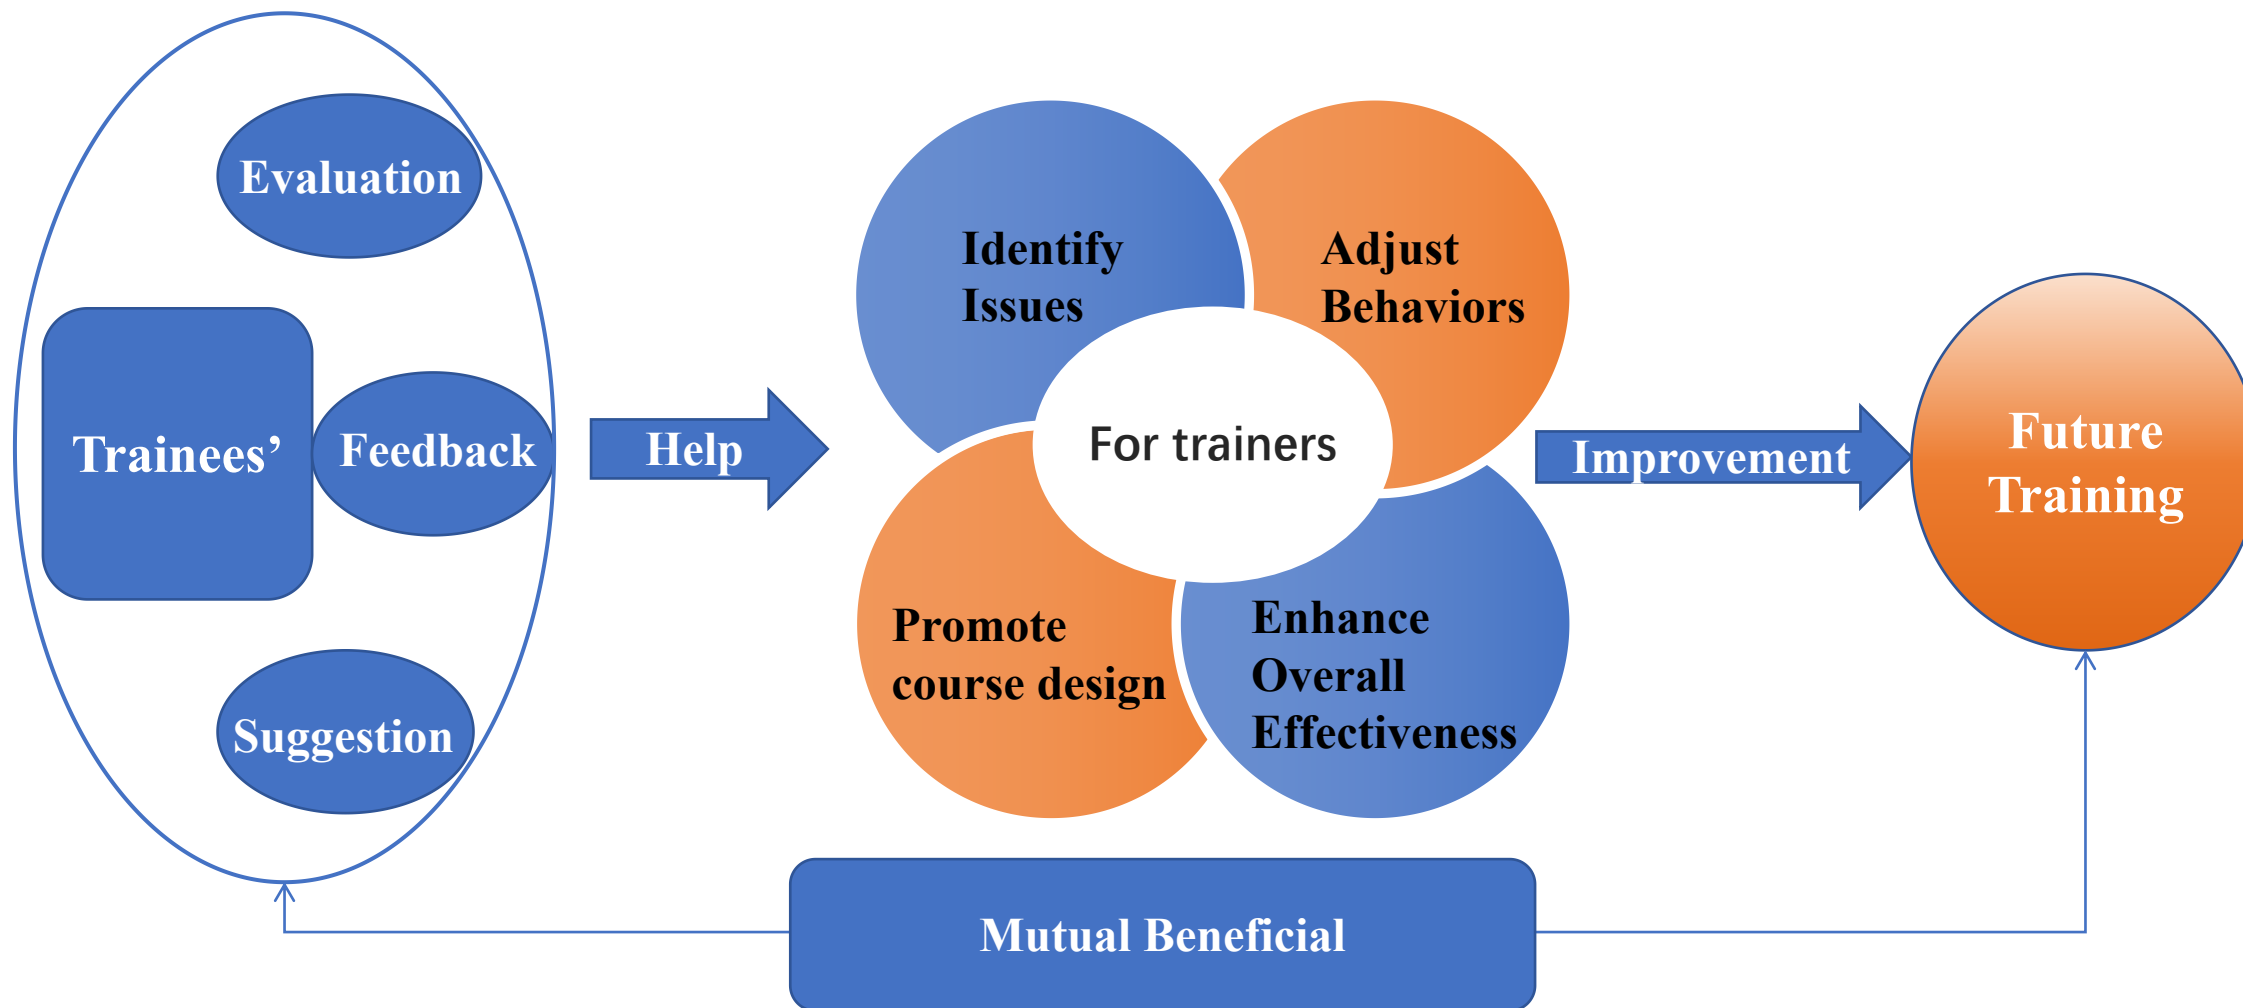 Evaluation
Trainees’
Feedback
Suggestion
Help
Identify
Issues
Adjust
Behaviors
For trainers
Promote
course design
Enhance
Overall
Effectiveness
Improvement
Future
Training
Mutual Beneficial